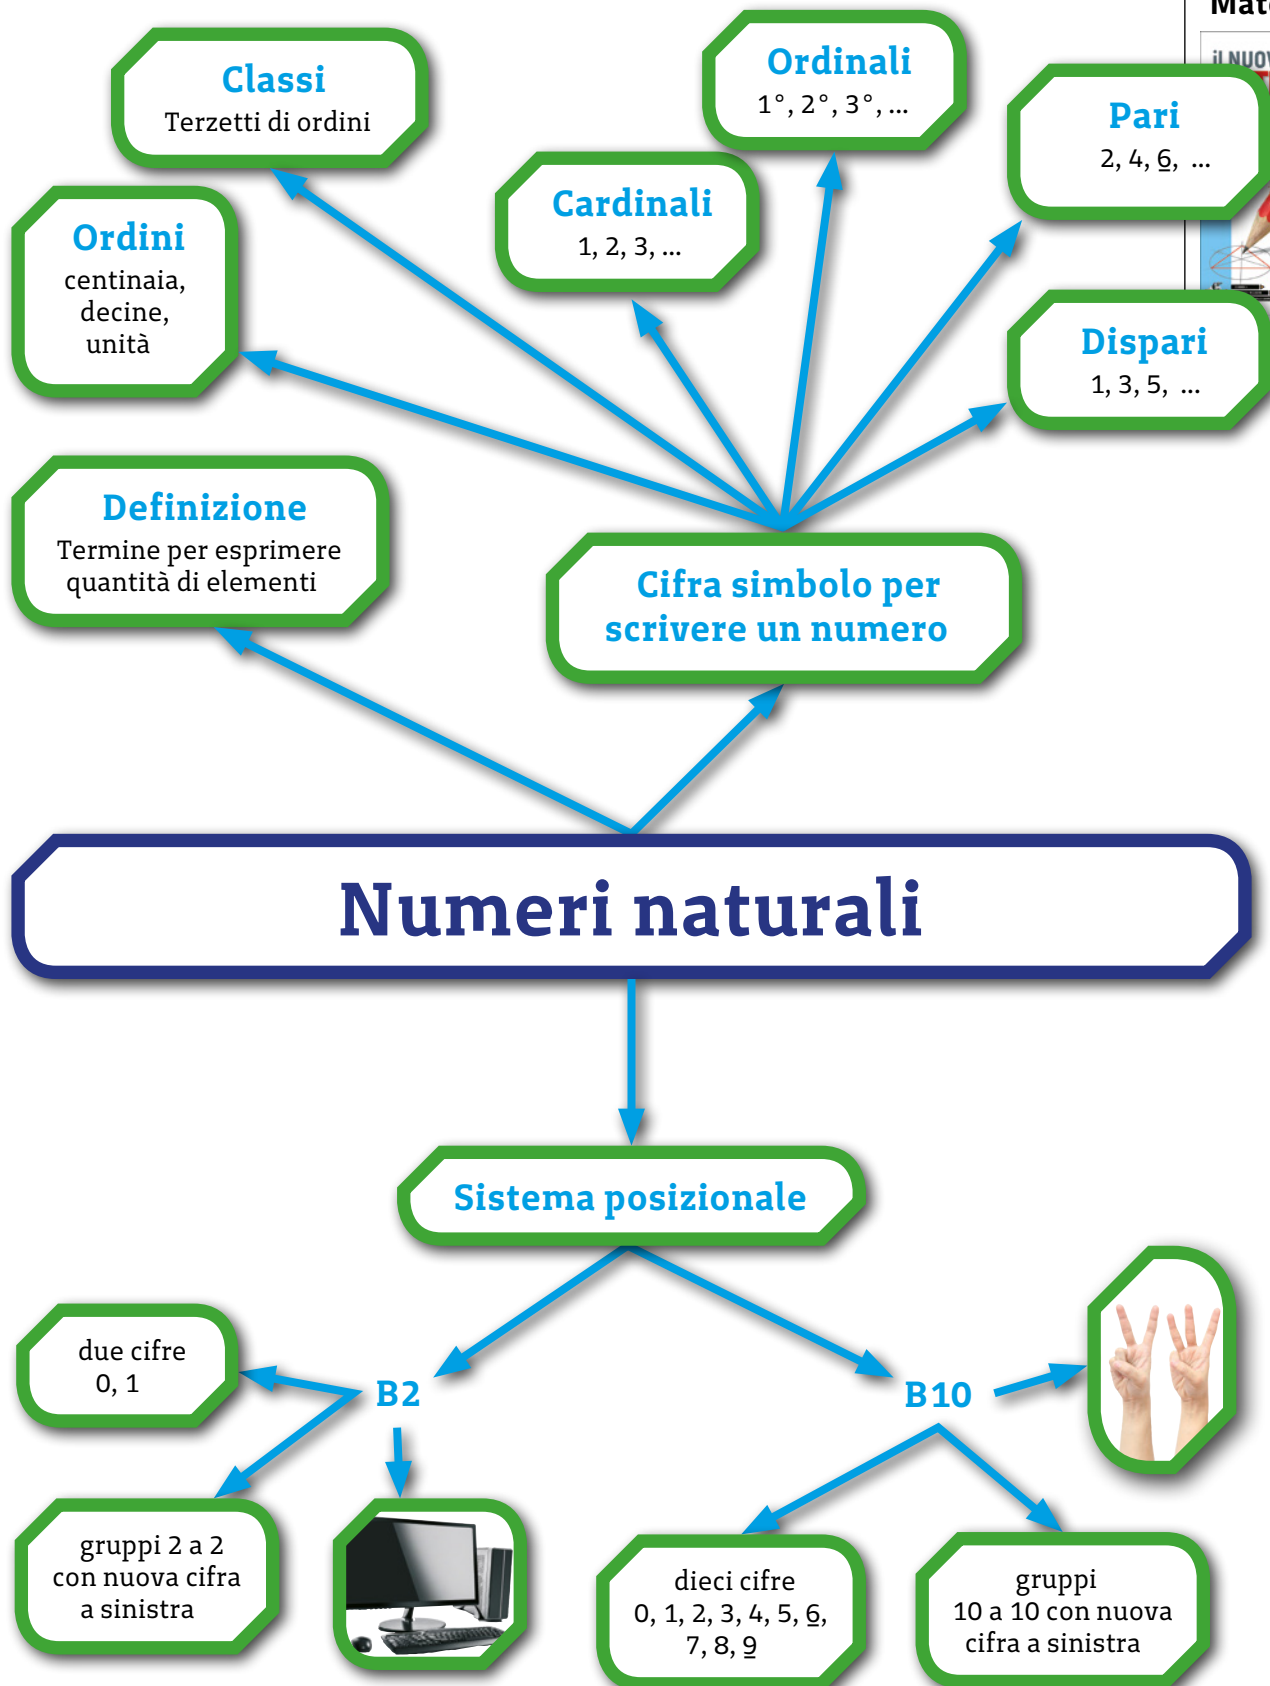 Mate
iL NUOV
Classi
Terzetti di ordini
Ordinali
1°, 2°, 3°, ...
Pari
2, 4, 6, ...
Cardinali
1, 2, 3, ...
Ordini
centinaia,
decine,
unità
Dispari
1, 3, 5, ...
Definizione
Termine per esprimere
quantità di elementi
Cifra simbolo per
scrivere un numero
Numeri naturali
Sistema posizionale
due cifre
0, 1
B2
B10
gruppi 2 a 2
con nuova cifra
a sinistra
dieci cifre
0, 1, 2, 3, 4, 5, 6,
7, 8, 9
gruppi
10 a 10 con nuova
cifra a sinistra